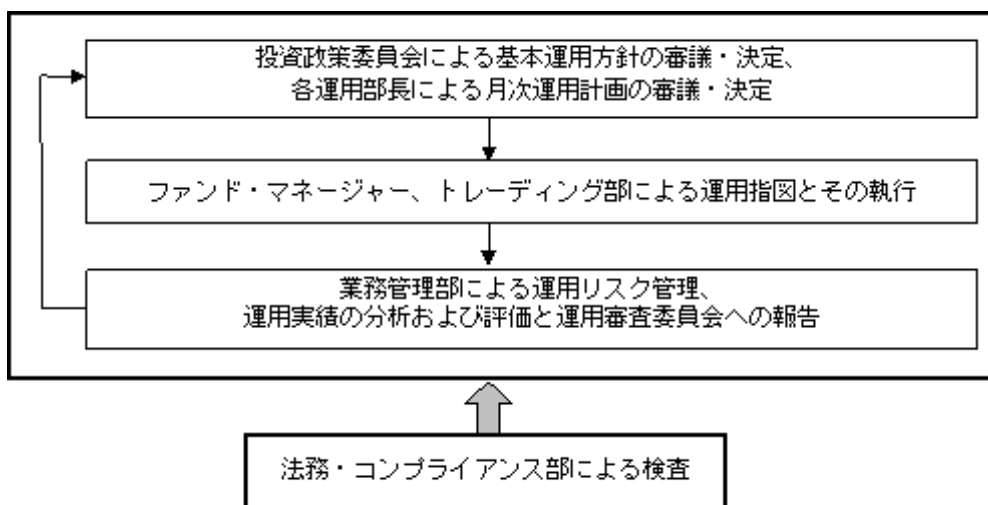 投資政策委員会による基本運用方針の審議・決定、
各運用部長による月次運用計画の審議・決定
ファンド・マネージャー、トレーディング部による運用指図とその執行
業務管理部による運用リスク管理、
運用実績の分析および評価と運用審査委員会への報告
法務・コンプライアンス部による検査